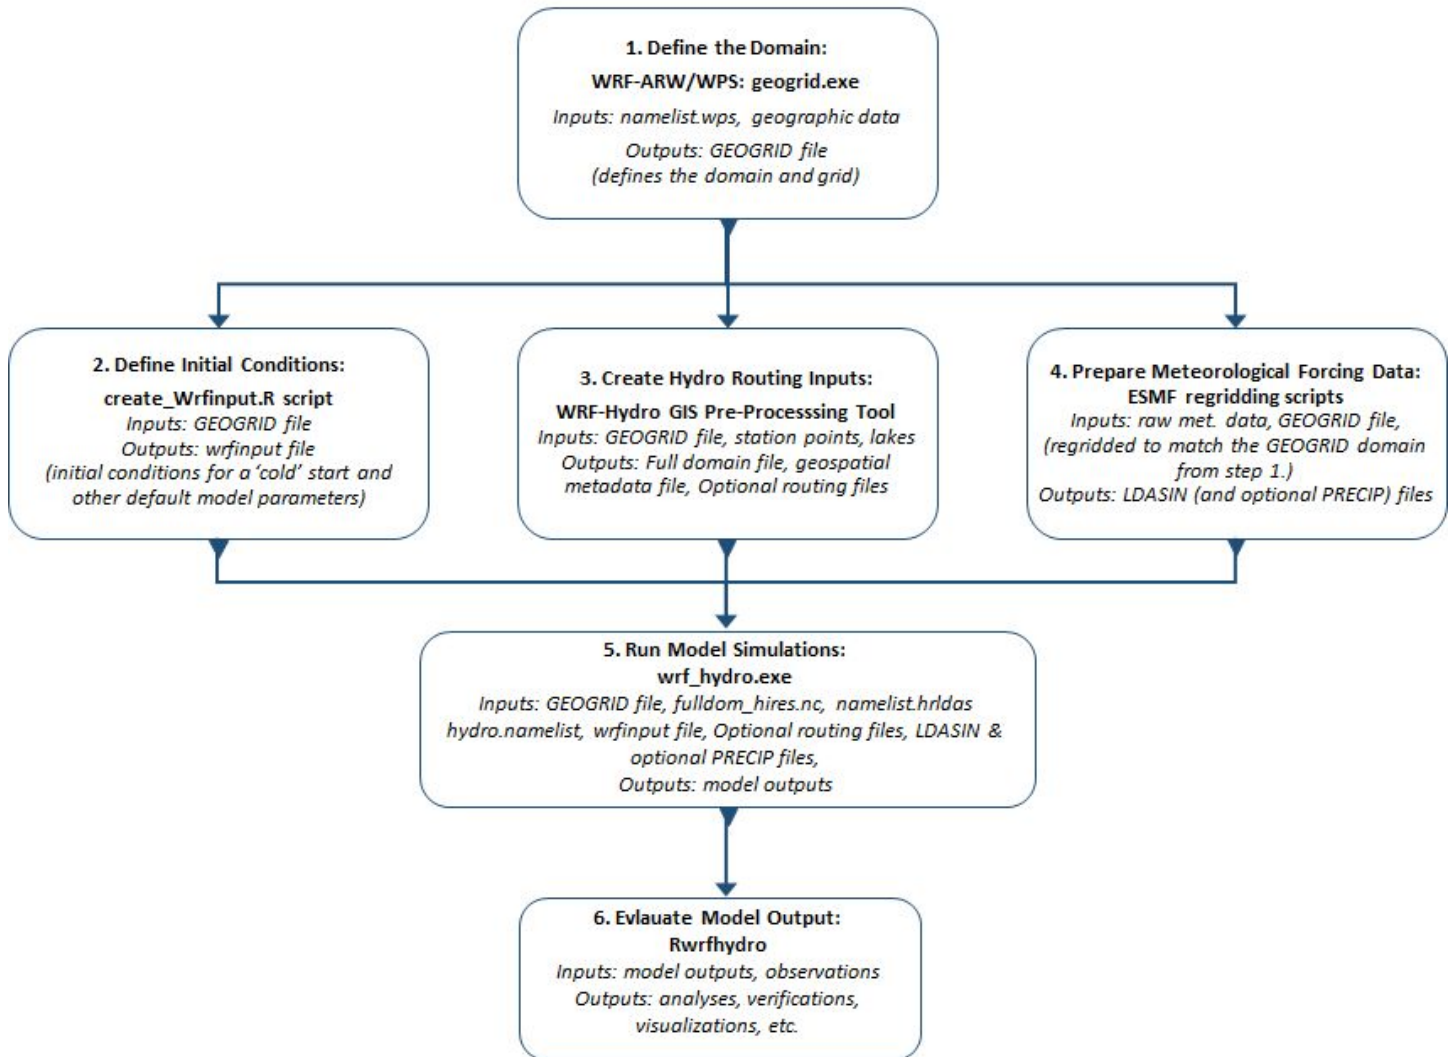 1. Define the Domain:
WRF-ARW/WPS: geogrid.exe
Inputs: namelist.wps, geographic data
Outputs: GEOGRID file
(defines the domain and grid)
2. Define Initial Conditions:
create_Wrfinput.R script
Inputs: GEOGRID file
Outputs: wrfinput file
(initial conditions for a ‘cold’ start and
other default model parameters)
3. Create Hydro Routing Inputs:
WRF-Hydro GIS Pre-Processsing Tool
Inputs: GEOGRID file, station points, lakes
Outputs: Full domain file, geospatial
metadata file, Optional routing files
4. Prepare Meteorological Forcing Data:
ESMF regridding scripts
Inputs: raw met. data, GEOGRID file,
(regridded to match the GEOGRID domain
from step 1.)
Outputs: LDASIN (and optional PRECIP) files
5. Run Model Simulations:
wrf_hydro.exe
Inputs: GEOGRID file, fulldom_hires.nc, namelist.hrldas
hydro.namelist, wrfinput file, Optional routing files, LDASIN &
optional PRECIP files,
Outputs: model outputs
6. Evlauate Model Output:
Rwrfhydro
Inputs: model outputs, observations
Outputs: analyses, verifications,
visualizations, etc.